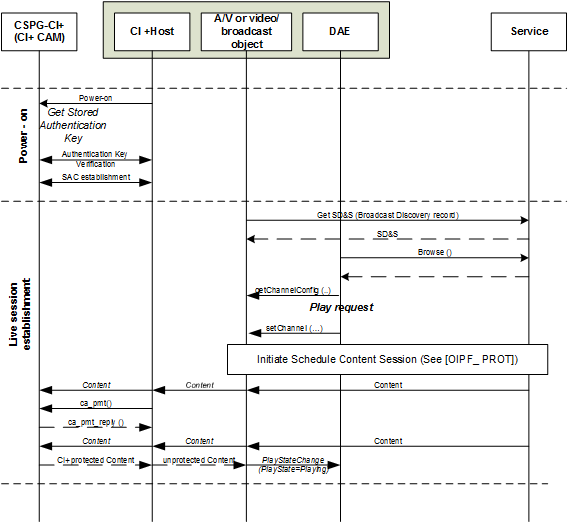 CSPG-CI+
(CI+ CAM)
CI +Host
A/V or video/
broadcast
object
DAE
Service
Power - on
Power-on
Get Stored
Authentication
Key
Authentication Key
Verification
SAC establishment
Live session
establishment
Get SD&S (Broadcast Discovery record)
SD&S
Browse ()
getChannelConfig (..)
Play request
setChannel (...)
Initiate Schedule Content Session (See [OIPF_ PROT])
Content
Content
Content
ca_pmt()
ca_pmt_reply ()
Content
Content
Content
CI+protected Content
unprotected Content
PlayStateChange
(PlayState=Playing)